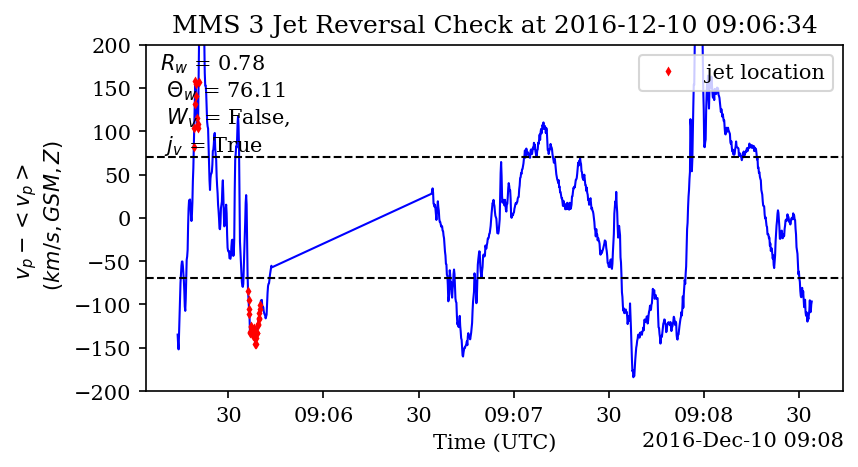 MMS 3 Jet Reversal Check at 2016-12-10 09:06:34
R_w = 0.78
Θ_w = 76.11
W_v = False,
j_v = True
jet location
v_p − < v_p >
(km/s, GSM, Z)
200
150
100
50
0
−50
−100
−150
−200
30 09:06 30 09:07 30 09:08 30
Time (UTC)
2016-Dec-10 09:08